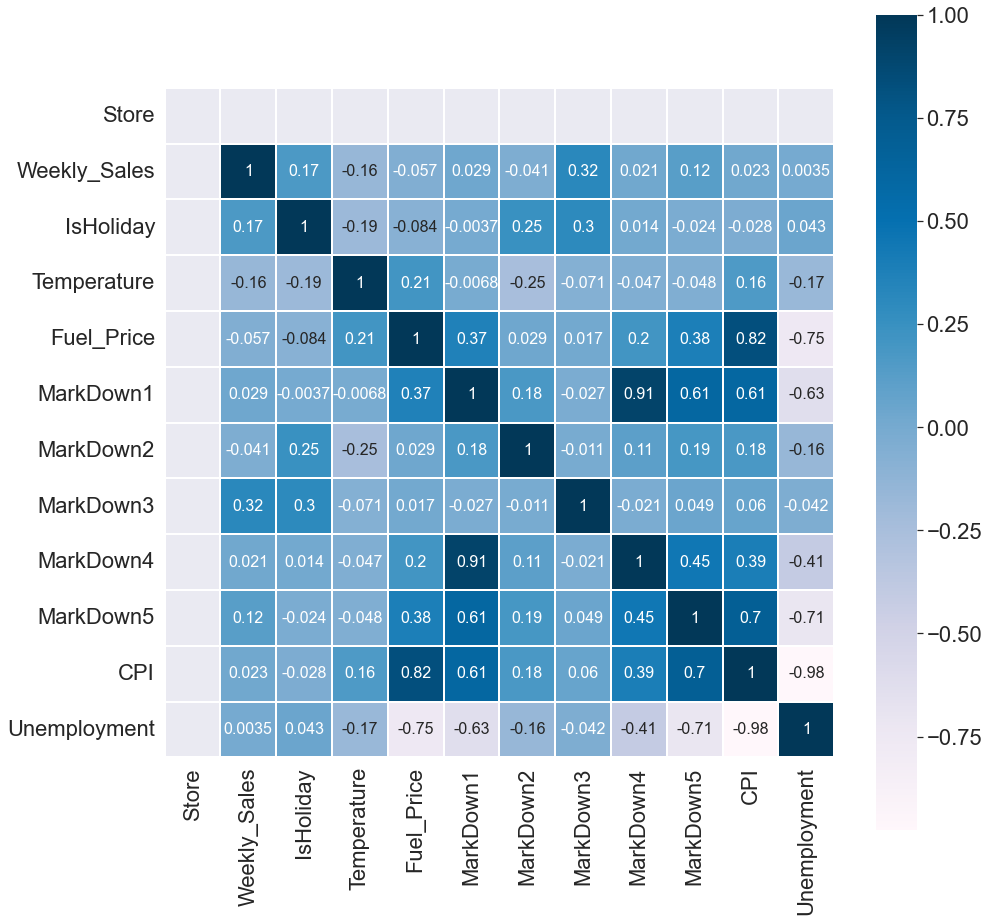 1.00
Store
0.75
Weekly_Sales 1 0.17 -0.16 -0.057 0.029 -0.041 0.32 0.021 0.12 0.023 0.0035
IsHoliday 0.17 1 -0.19 -0.084 -0.0037 0.25 0.3 0.014 -0.024 -0.028 0.043
0.50
Temperature -0.16 -0.19 1 0.21 -0.0068 -0.25 -0.071 -0.047 -0.048 0.16 -0.17
0.25
Fuel_Price -0.057 -0.084 0.21 1 0.37 0.029 0.017 0.2 0.38 0.82 -0.75
MarkDown1 0.029 -0.0037 -0.0068 0.37 1 0.18 -0.027 0.91 0.61 0.61 -0.63
0.00
MarkDown2 -0.041 0.25 -0.25 0.029 0.18 1 -0.011 0.11 0.19 0.18 -0.16
MarkDown3 0.32 0.3 -0.071 0.017 -0.027 -0.011 1 -0.021 0.049 0.06 -0.042
−0.25
MarkDown4 0.021 0.014 -0.047 0.2 0.91 0.11 -0.021 1 0.45 0.39 -0.41
MarkDown5 0.12 -0.024 -0.048 0.38 0.61 0.19 0.049 0.45 1 0.7 -0.71
−0.50
CPI 0.023 -0.028 0.16 0.82 0.61 0.18 0.06 0.39 0.7 1 -0.98
Unemployment 0.0035 0.043 -0.17 -0.75 -0.63 -0.16 -0.042 -0.41 -0.71 -0.98 1
−0.75
Store
Weekly_Sales
IsHoliday
Temperature
Fuel_Price
MarkDown1
MarkDown2
MarkDown3
MarkDown4
MarkDown5
CPI
Unemployment